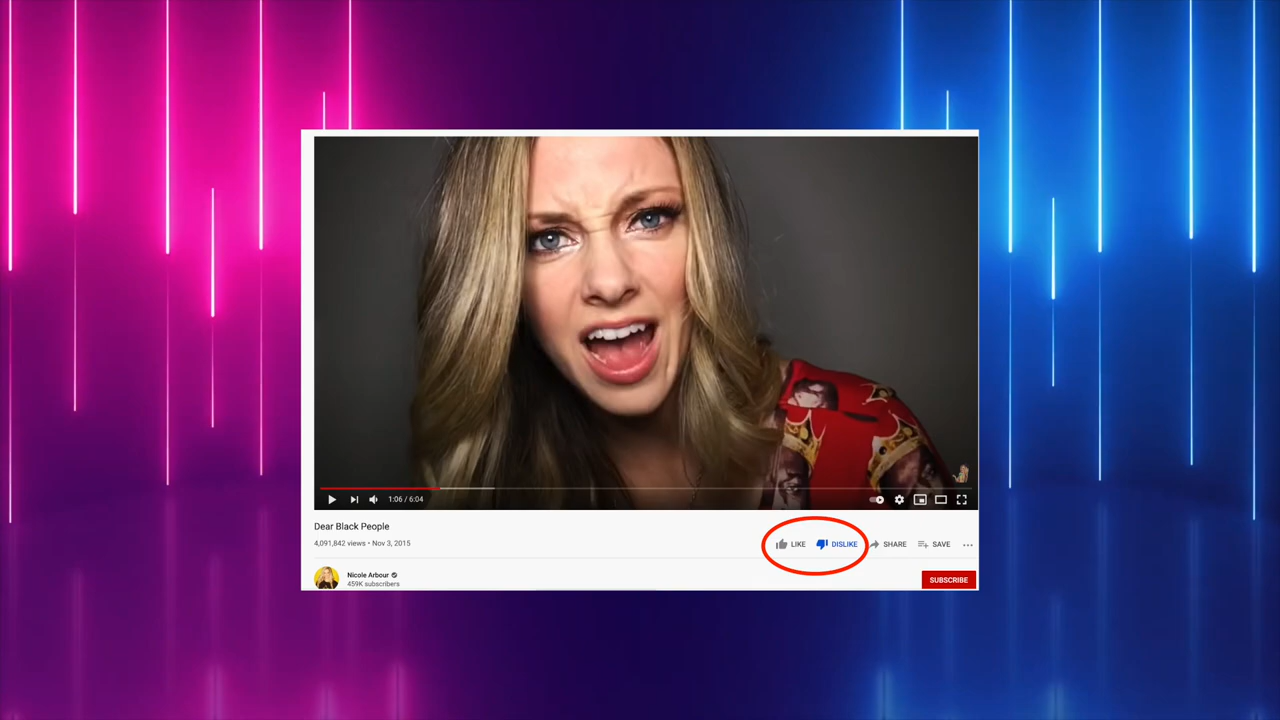 1:06 / 6:04
Dear Black People
4,091,842 views • Nov 3, 2015
LIKE DISLIKE SHARE SAVE
Nicole Arbour
459K subscribers
SUBSCRIBE